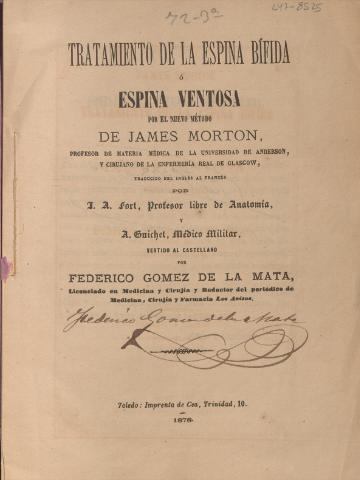 72-3ª
TRATAMIENTO DE LA ESPINA BÍFIDA
ó
ESPINA VENTOSA
POR EL NUEVO MÉTODO
DE JAMES MORTON,
PROFESOR DE MATERIA MÉDICA DE LA UNIVERSIDAD DE ANDERSON,
Y CIRUJANO DE LA ENFERMERÍA REAL DE GLASCOW,
TRADUCIDO DEL INGLÉS AL FRANCÉS
POR
J. A. Fort, Profesor libre de Anatomía,
Y
A. Guichet, Médico Militar,
VERTIDO AL CASTELLANO
POR
FEDERICO GOMEZ DE LA MATA,
Licenciado en Medicina y Cirujía y Redactor del periódico de
Medicina, Cirujía y Farmacia Los Avisos.
Federico Gomez de la Mata
Toledo: Imprenta de Cea, Trinidad, 10.
1876.